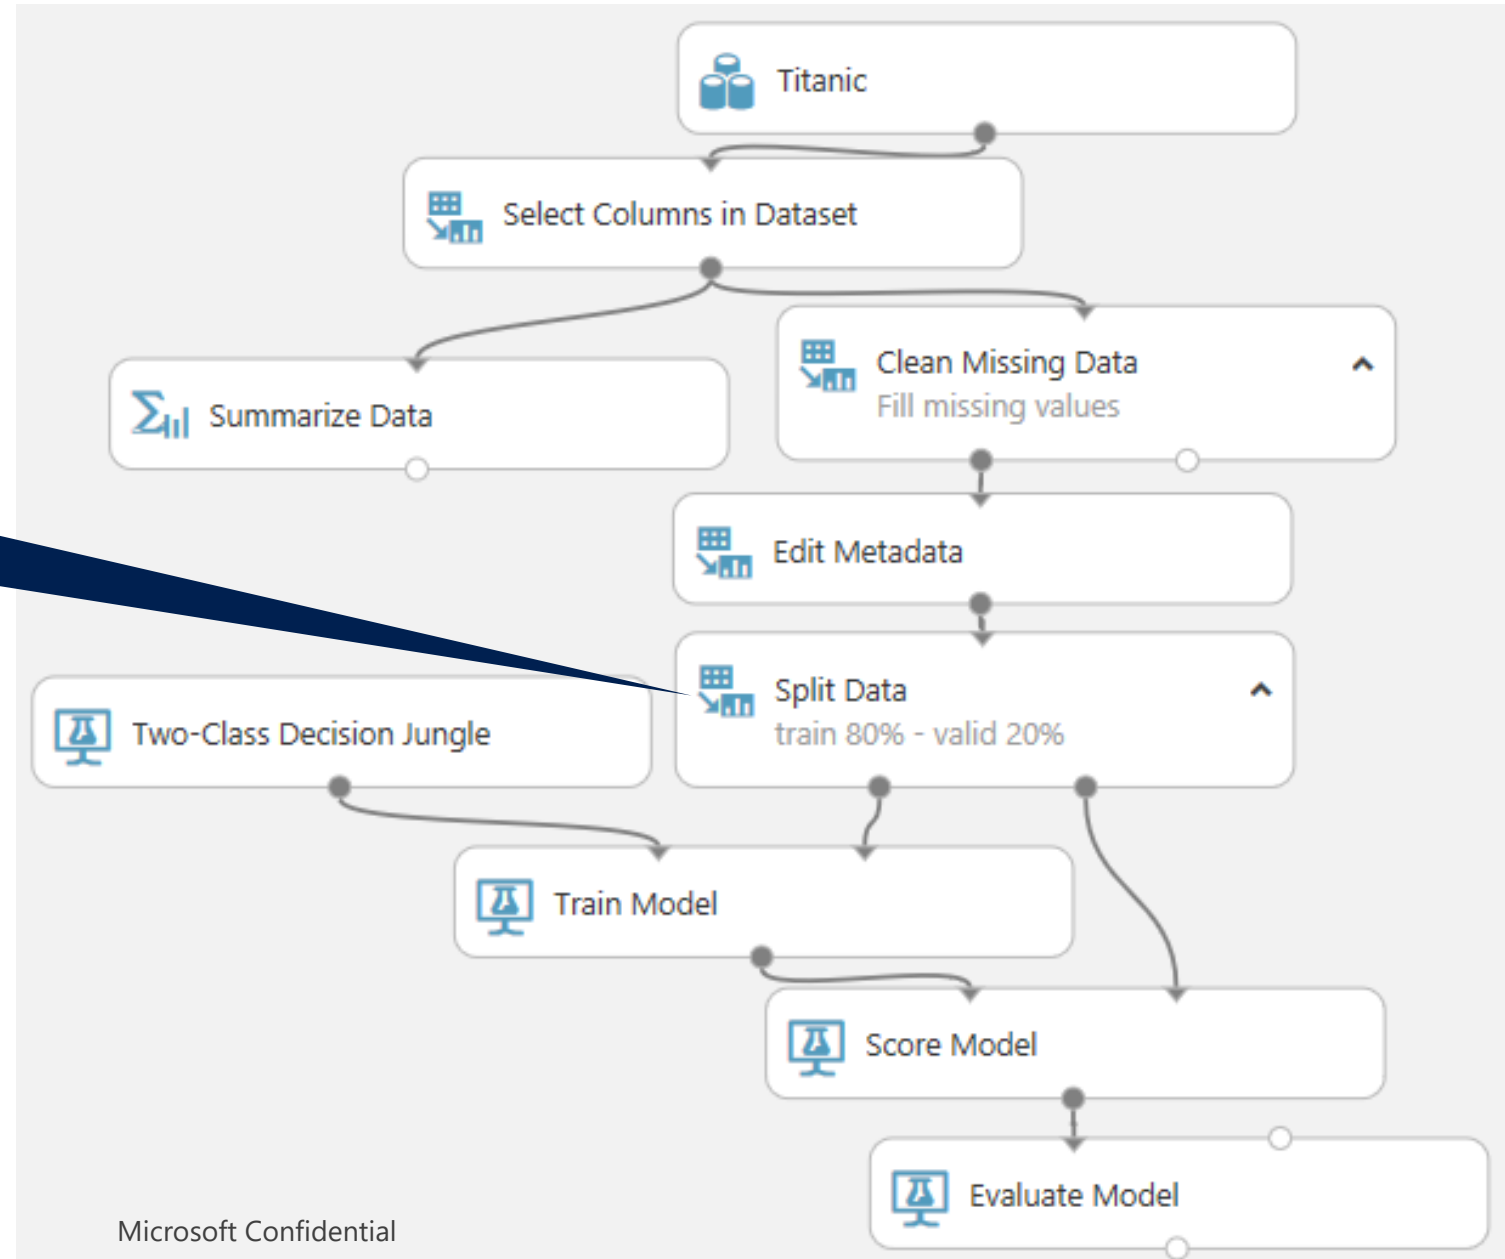 Titanic
Select Columns in Dataset
Clean Missing Data
Fill missing values
Summarize Data
Edit Metadata
Split Data
train 80% - valid 20%
Two-Class Decision Jungle
Train Model
Score Model
Evaluate Model
Microsoft Confidential